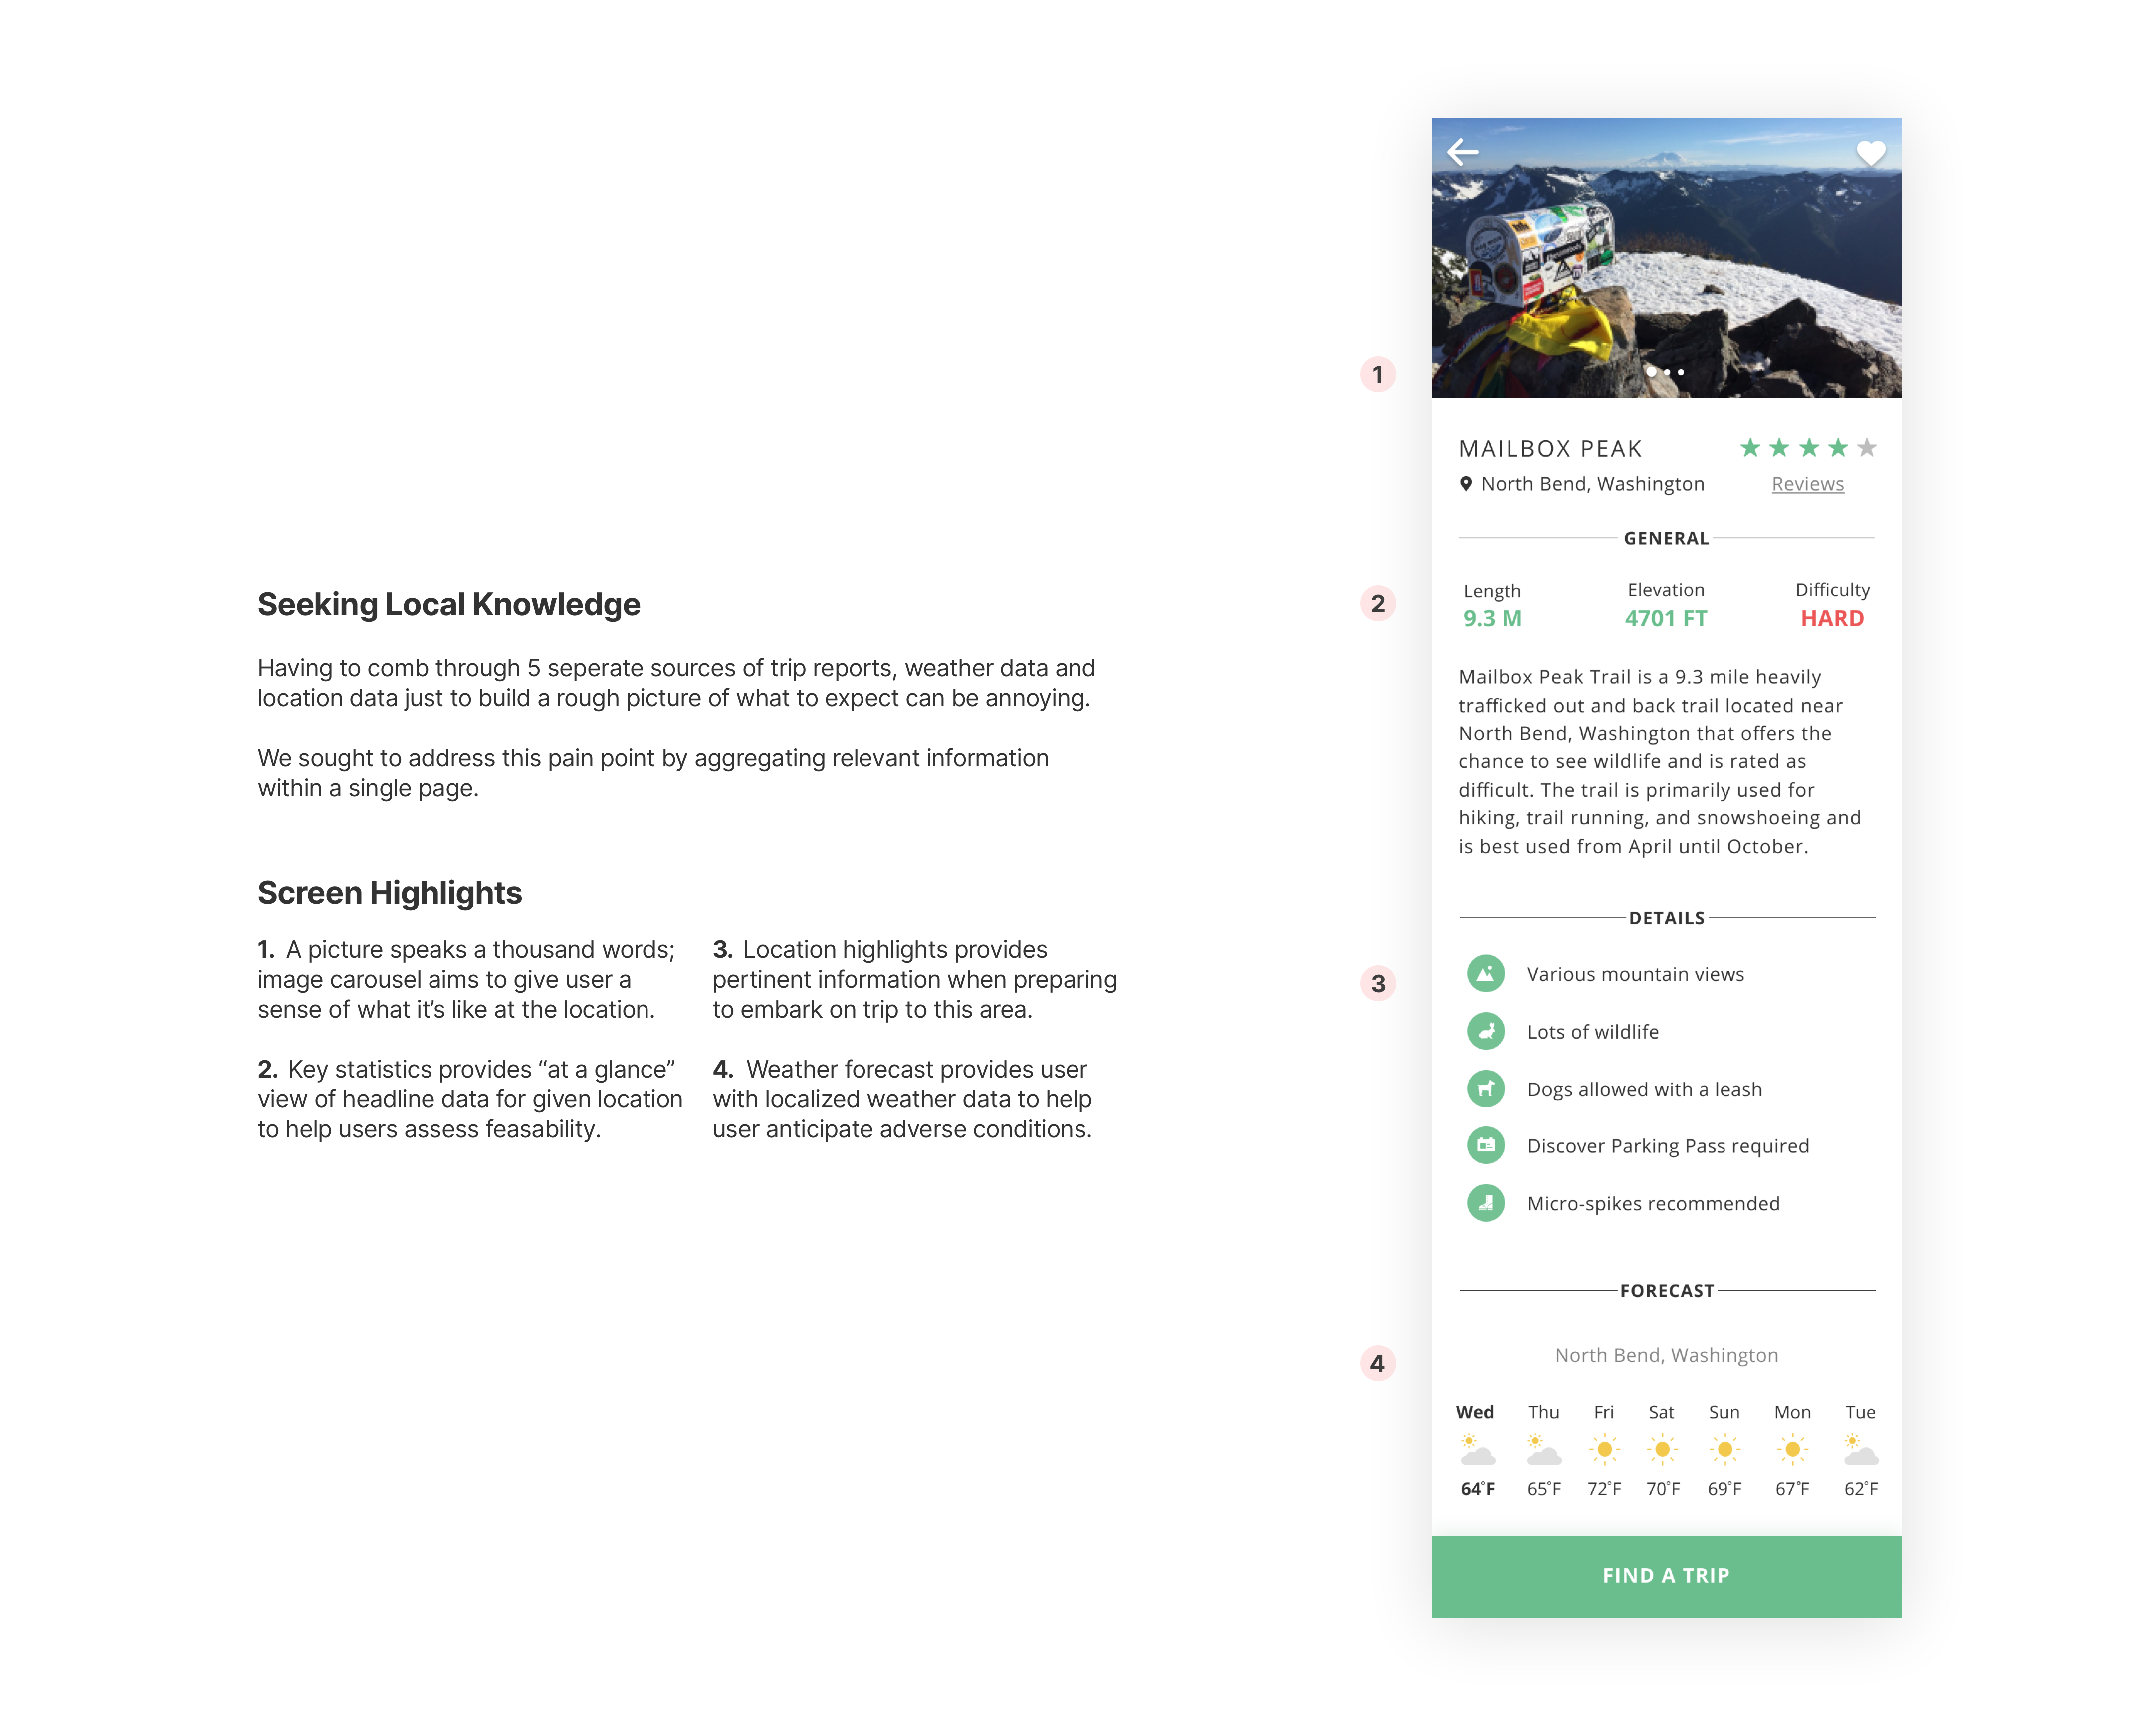 Seeking Local Knowledge
Having to comb through 5 seperate sources of trip reports, weather data and
location data just to build a rough picture of what to expect can be annoying.
We sought to address this pain point by aggregating relevant information
within a single page.
Screen Highlights
1. A picture speaks a thousand words;
image carousel aims to give user a
sense of what it’s like at the location.
2. Key statistics provides “at a glance”
view of headline data for given location
to help users assess feasability.
3. Location highlights provides
pertinent information when preparing
to embark on trip to this area.
4. Weather forecast provides user
with localized weather data to help
user anticipate adverse conditions.
1
2
3
4
MAILBOX PEAK
North Bend, Washington
Reviews
GENERAL
Length Elevation Difficulty
9.3 M 4701 FT HARD
Mailbox Peak Trail is a 9.3 mile heavily
trafficked out and back trail located near
North Bend, Washington that offers the
chance to see wildlife and is rated as
difficult. The trail is primarily used for
hiking, trail running, and snowshoeing and
is best used from April until October.
DETAILS
Various mountain views
Lots of wildlife
Dogs allowed with a leash
Discover Parking Pass required
Micro-spikes recommended
FORECAST
North Bend, Washington
Wed Thu Fri Sat Sun Mon Tue
64°F 65°F 72°F 70°F 69°F 67°F 62°F
FIND A TRIP